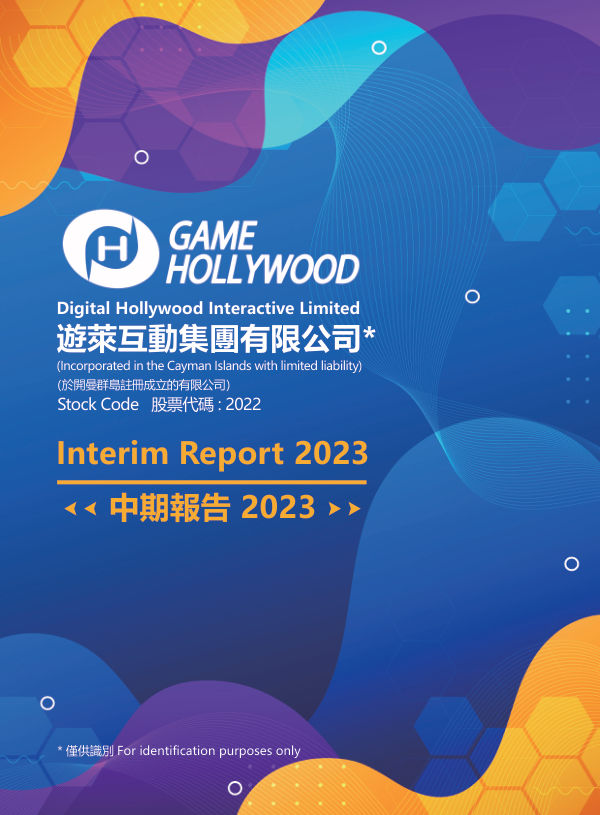 GAME
HOLLYWOOD
Digital Hollywood Interactive Limited
遊萊互動集團有限公司*
(Incorporated in the Cayman Islands with limited liability)
(於開曼群島註冊成立的有限公司)
Stock Code 股票代碼 : 2022
Interim Report 2023
中期報告 2023
* 僅供識別 For identification purposes only